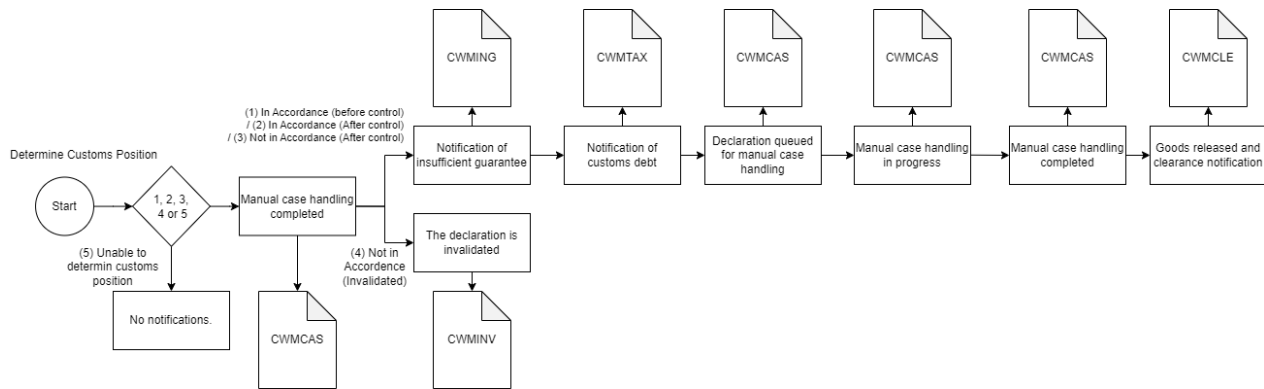 CWMING
CWMTAX
CWMCAS
CWMCAS
CWMCAS
CWMCLE
(1) In Accordance (before control)
/ (2) In Accordance (After control)
/ (3) Not in Accordance (After control)
Notification of
insufficient guarantee
Notification of
customs debt
Declaration queued
for manual case
handling
Manual case handling
in progress
Manual case handling
completed
Goods released and
clearance notification
Determine Customs Position
Start
1, 2, 3,
4 or 5
Manual case handling
completed
The declaration is
invalidated
(5) Unable to
determin customs
position
(4) Not in
Accordence
(Invalidated)
No notifications.
CWMCAS
CWMINV